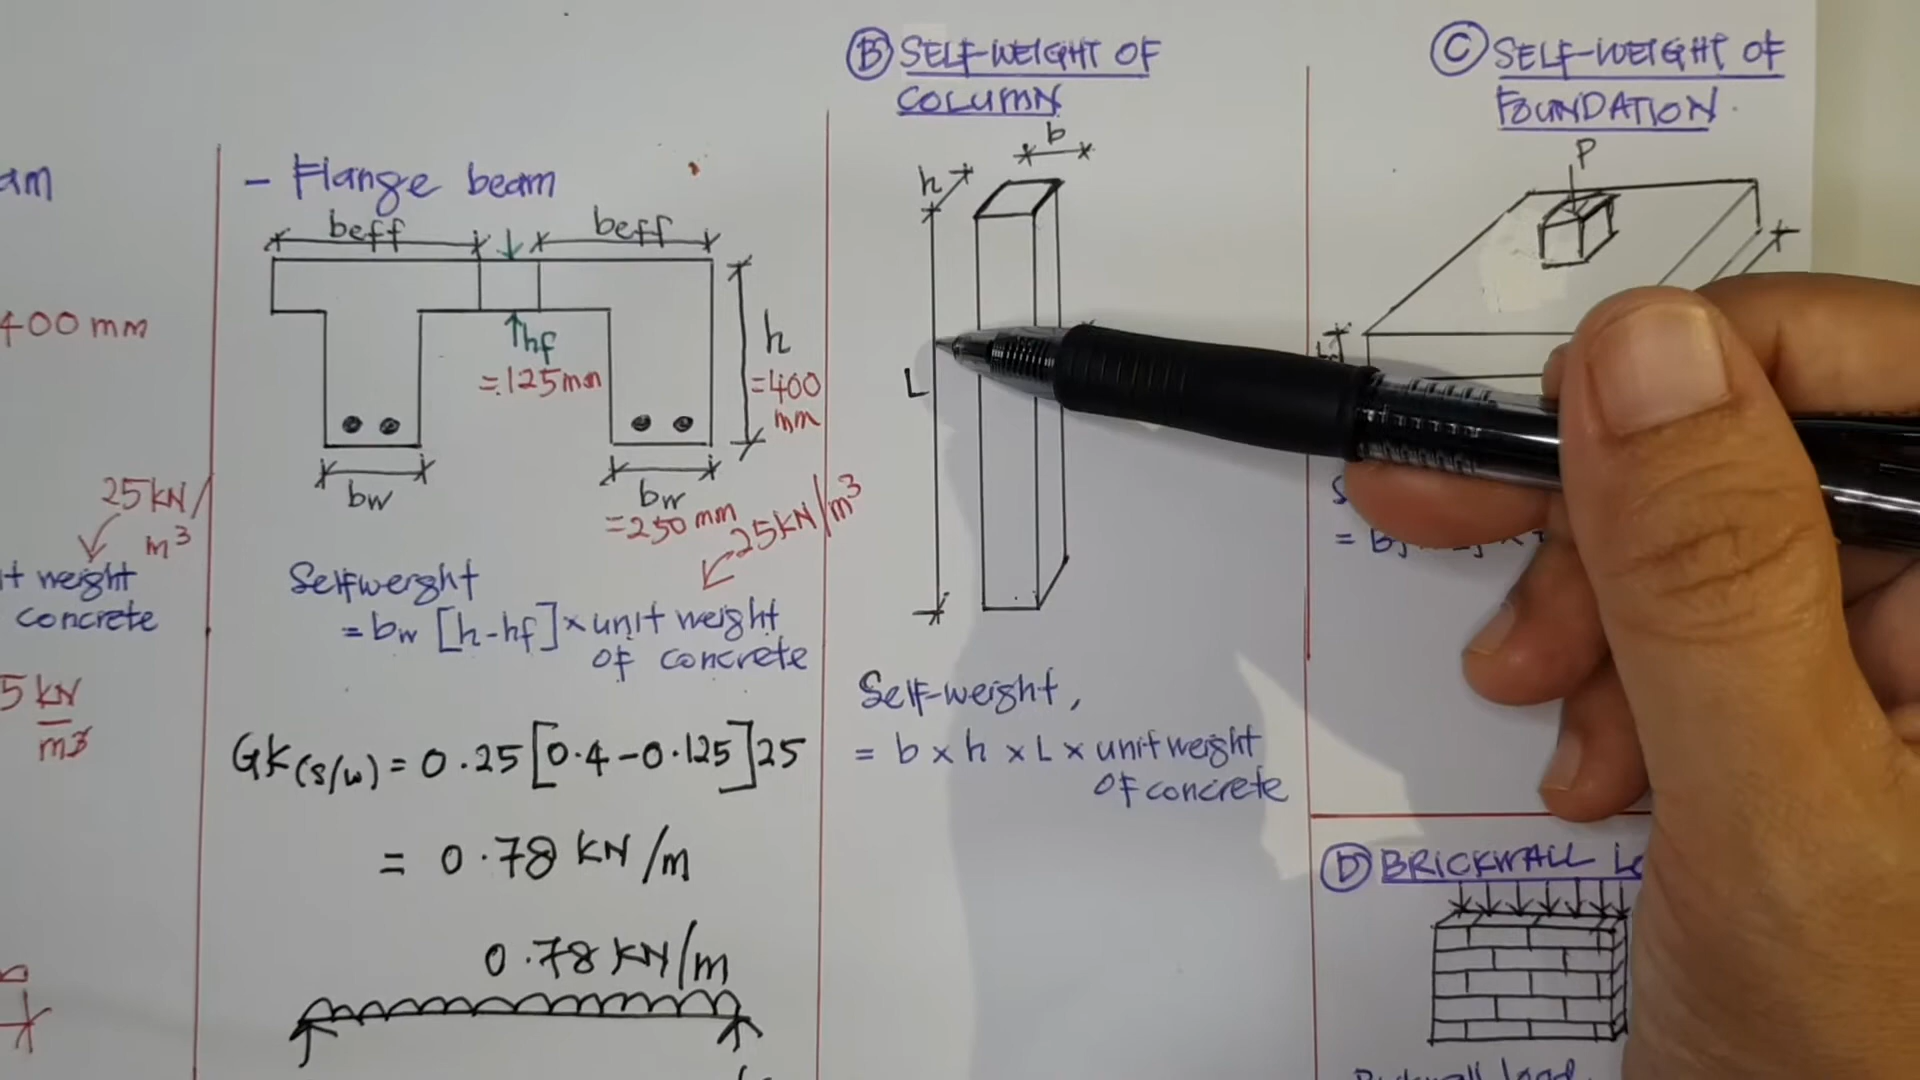 am
400 mm
25 kN/
m³
t weight
concrete
5 kN
m3
- Flange beam
beff
beff
hf
= 125mm
h
= 400
mm
bw
bw
= 250 mm
25kN/m³
Selfweight
= bw [h-hf] × unit weight
of concrete
Gk(s/w) = 0.25[0.4-0.125]25
= 0.78 kN/m
0.78 kN/m
B SELF-WEIGHT OF
COLUMN
b
h
L
Self-weight,
= b × h × L × unit weight
of concrete
C SELF-WEIGHT OF
FOUNDATION.
P
D BRICKWALL